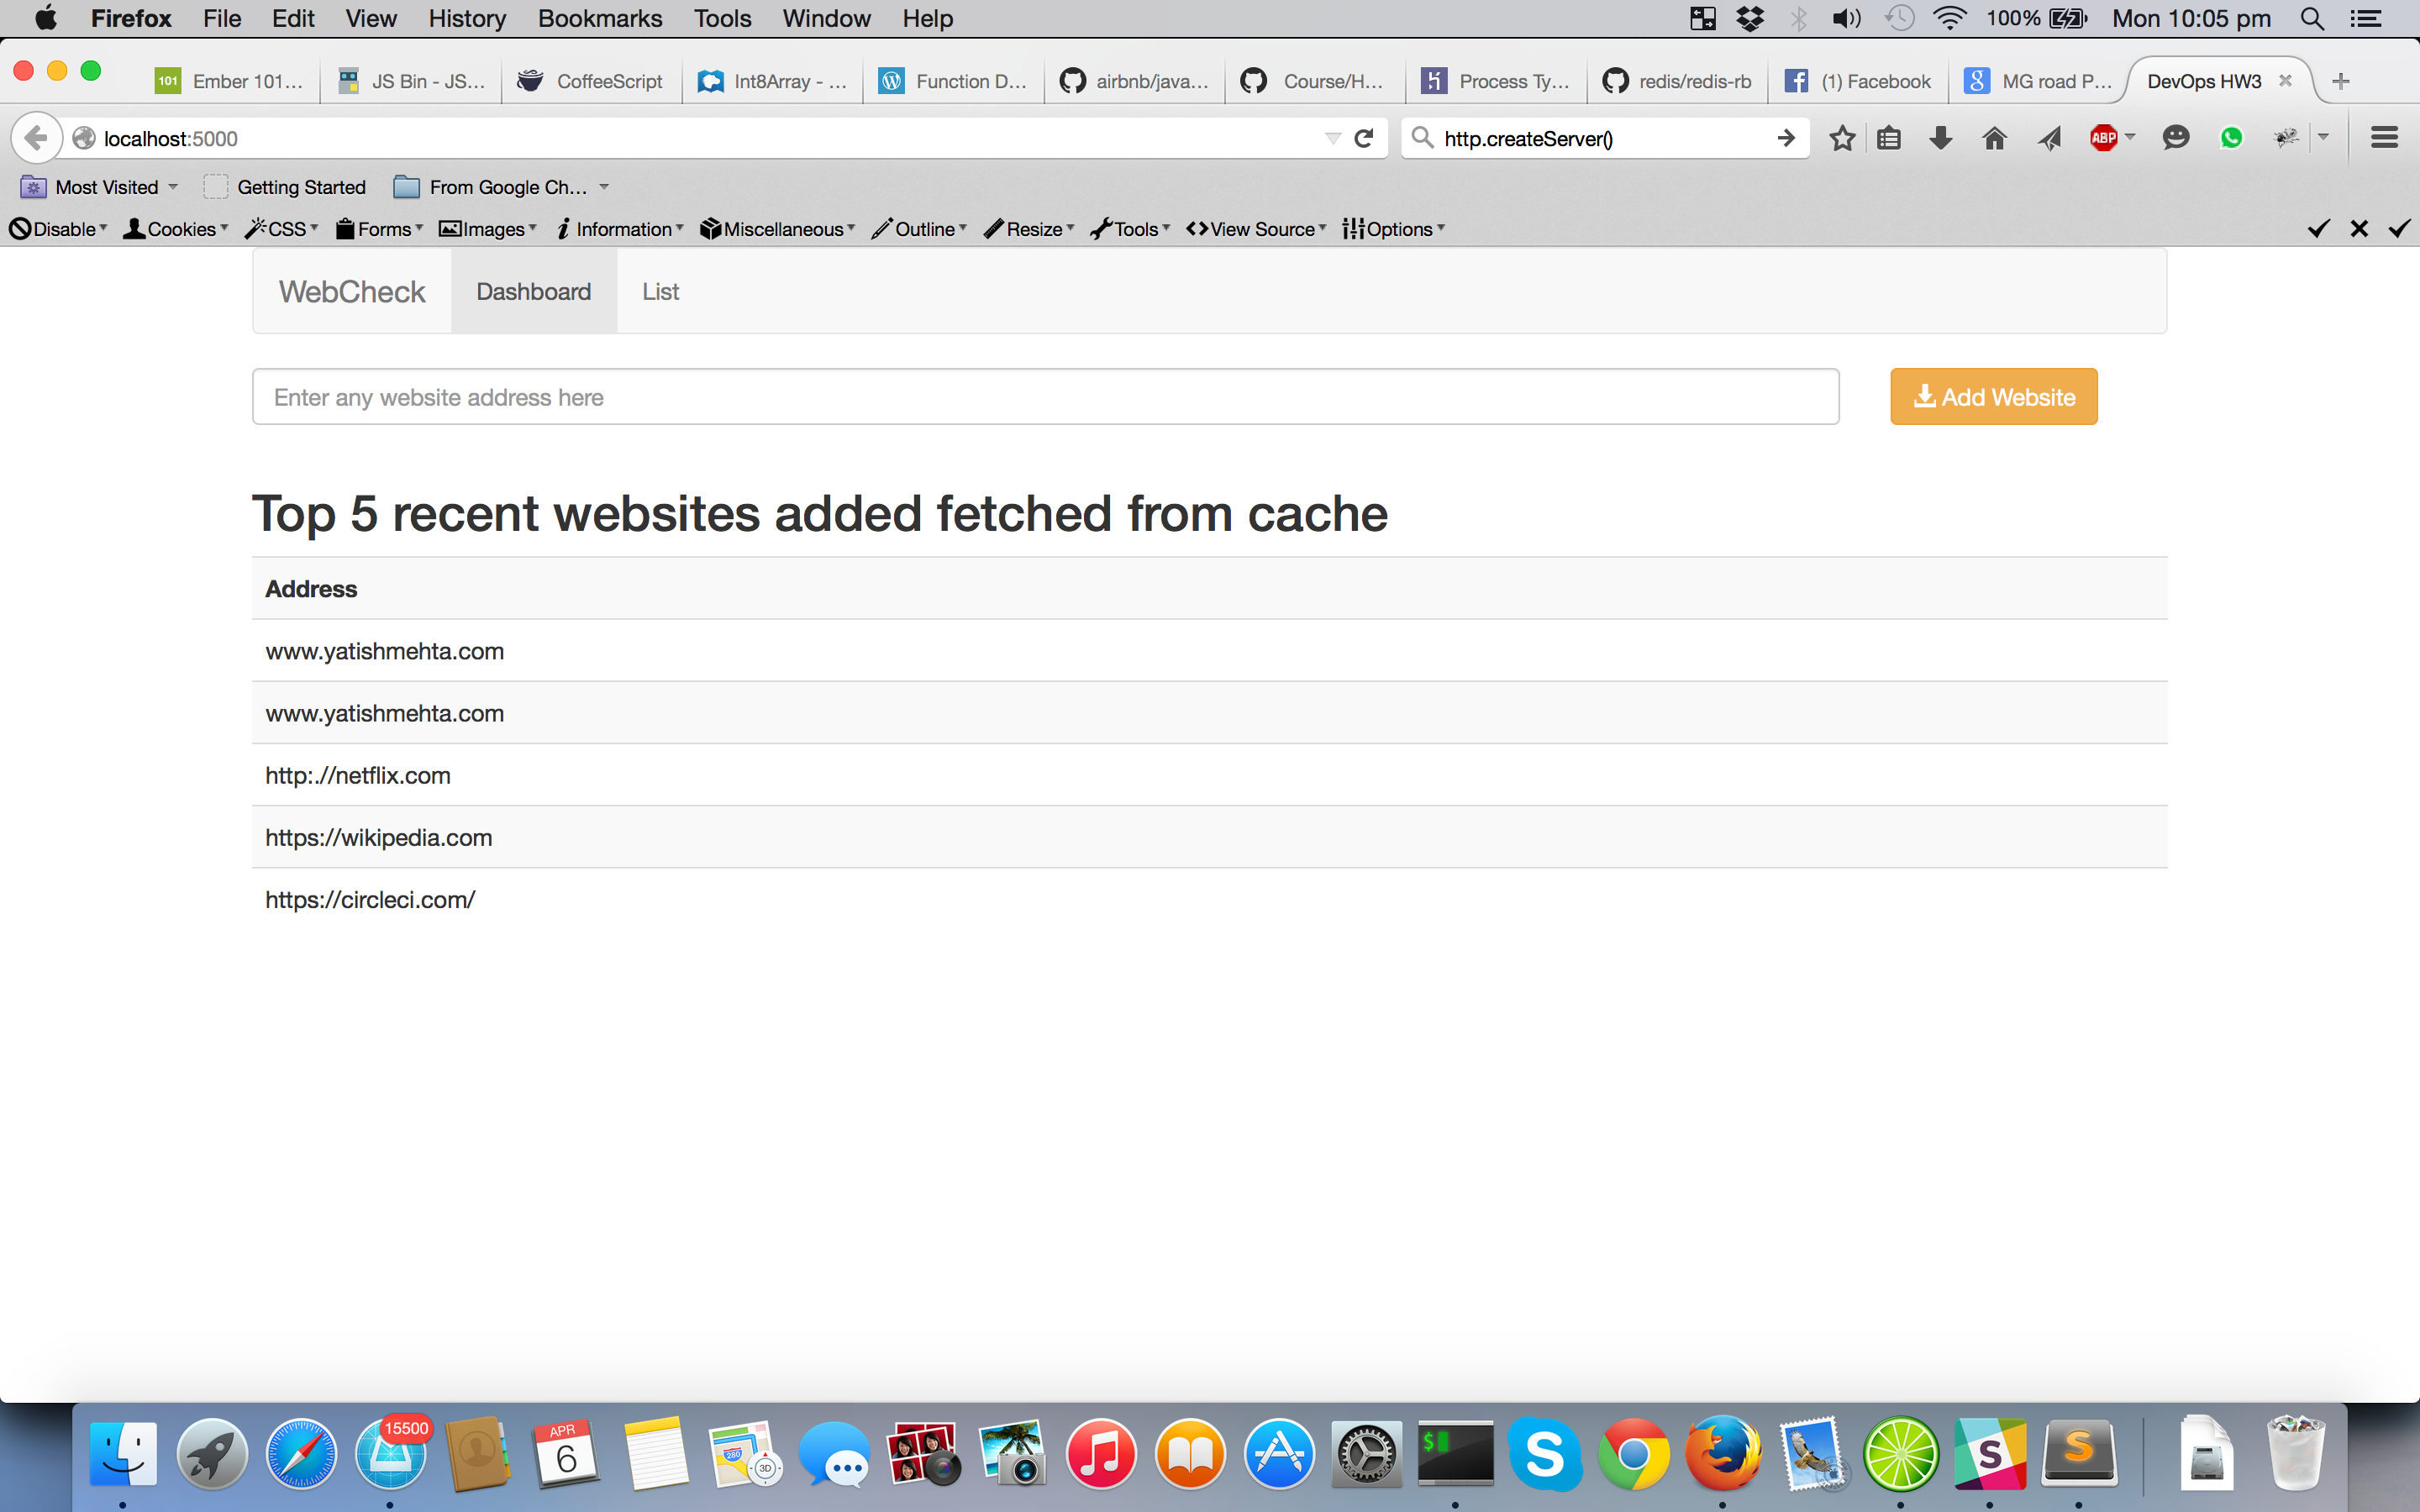 Firefox File Edit View History Bookmarks Tools Window Help 100% Mon 10:05 pm
101 Ember 101... JS Bin - JS... CoffeeScript Int8Array - ... Function D... airbnb/java... Course/H... Process Ty... redis/redis-rb (1) Facebook MG road P... DevOps HW3
localhost:5000 http.createServer() ABP
Most Visited Getting Started From Google Ch...
Disable Cookies CSS Forms Images Information Miscellaneous Outline Resize Tools View Source Options
WebCheck Dashboard List
Enter any website address here Add Website
Top 5 recent websites added fetched from cache
Address
www.yatishmehta.com
www.yatishmehta.com
http:.//netflix.com
https://wikipedia.com
https://circleci.com/
15500
APR
6
280
3D
$
S
S
S